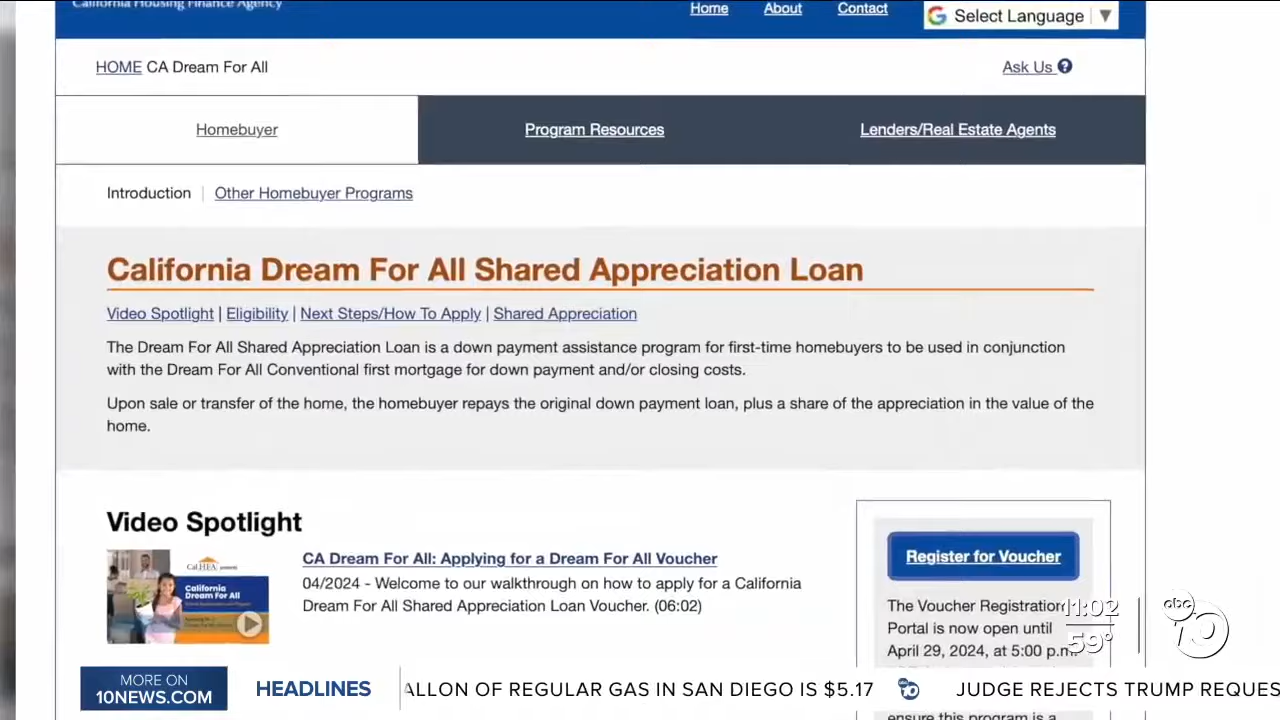 California Housing Finance Agency
Home About Contact Select Language ▼
HOME CA Dream For All Ask Us ?
Homebuyer Program Resources Lenders/Real Estate Agents
Introduction | Other Homebuyer Programs
California Dream For All Shared Appreciation Loan
Video Spotlight | Eligibility | Next Steps/How To Apply | Shared Appreciation
The Dream For All Shared Appreciation Loan is a down payment assistance program for first-time homebuyers to be used in conjunction
with the Dream For All Conventional first mortgage for down payment and/or closing costs.
Upon sale or transfer of the home, the homebuyer repays the original down payment loan, plus a share of the appreciation in the value of the
home.
Video Spotlight
CalHFA presents
California
Dream For All
CA Dream For All: Applying for a Dream For All Voucher
04/2024 - Welcome to our walkthrough on how to apply for a California
Dream For All Shared Appreciation Loan Voucher. (06:02)
Register for Voucher
The Voucher Registration
Portal is now open until
April 29, 2024, at 5:00 p.m.
ensure this program is a
11:02
59°
abc 10
MORE ON
10NEWS.COM
HEADLINES ALLON OF REGULAR GAS IN SAN DIEGO IS $5.17 abc 10 JUDGE REJECTS TRUMP REQUES